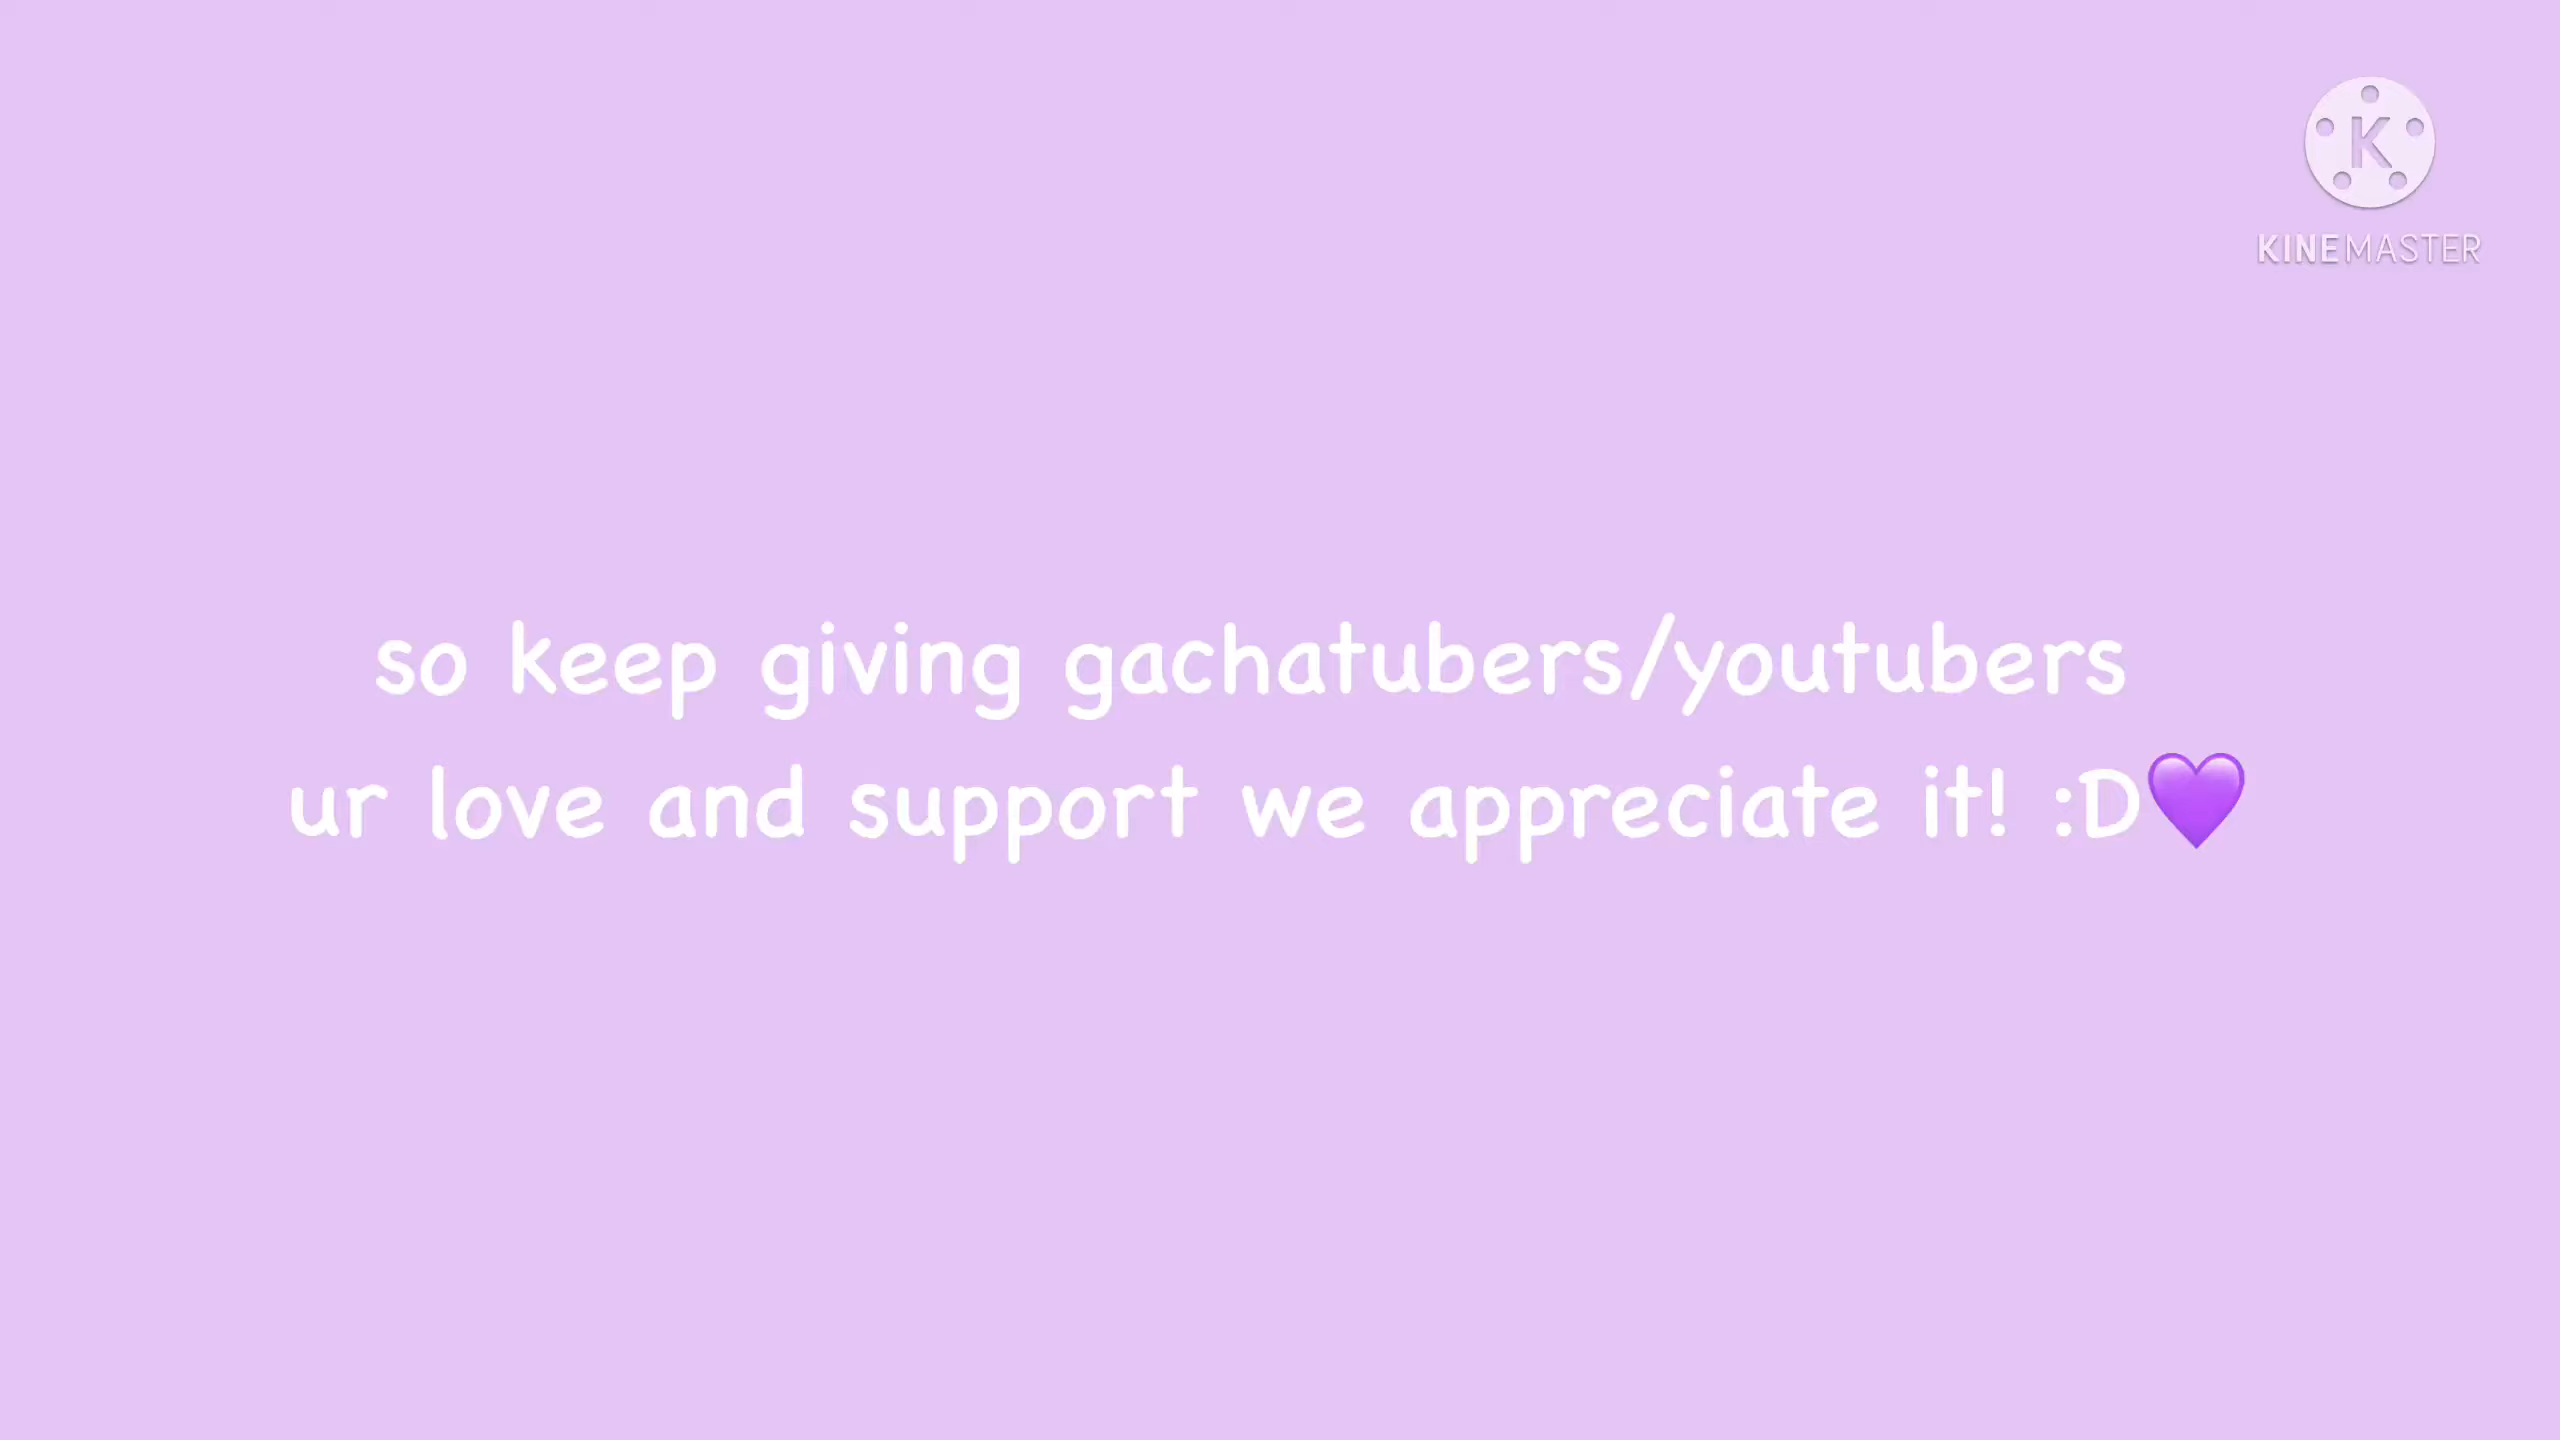 K
KINEMASTER
so keep giving gachatubers/youtubers
ur love and support we appreciate it! :D💜